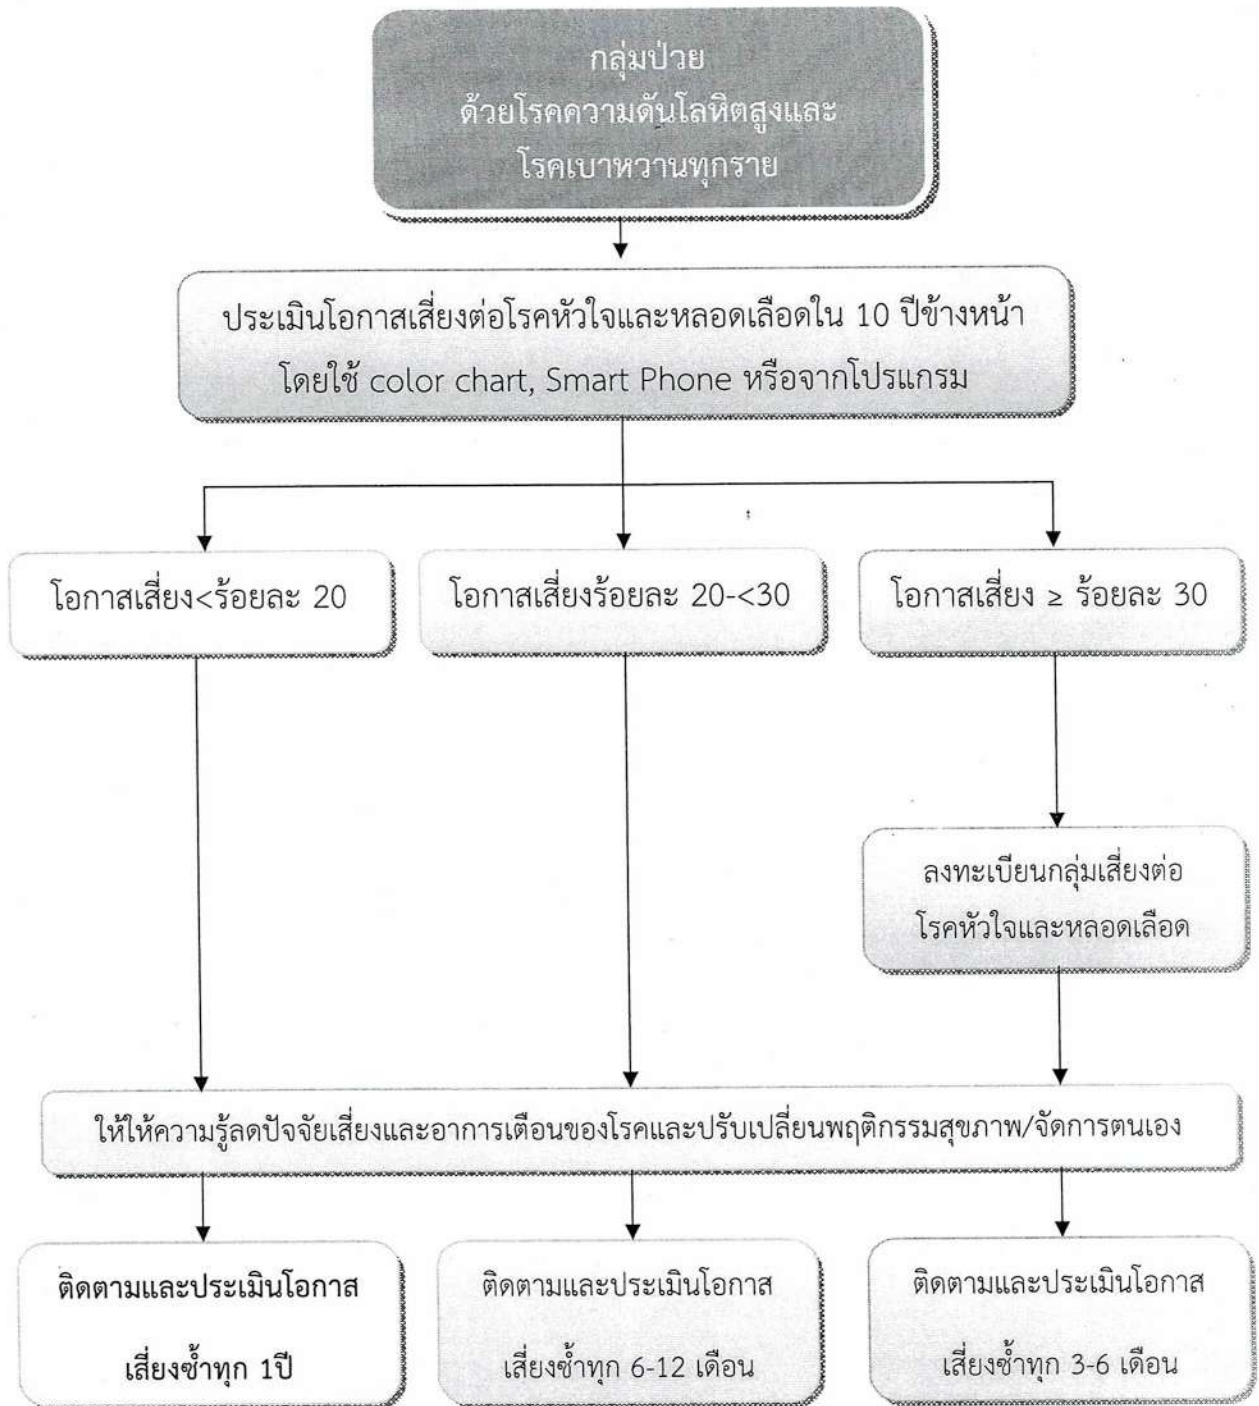 กลุ่มป่วย
ด้วยโรคความดันโลหิตสูงและ
โรคเบาหวานทุกราย
ประเมินโอกาสเสี่ยงต่อโรคหัวใจและหลอดเลือดใน 10 ปีข้างหน้า
โดยใช้ color chart, Smart Phone หรือจากโปรแกรม
โอกาสเสี่ยง<ร้อยละ 20
โอกาสเสี่ยงร้อยละ 20-<30
โอกาสเสี่ยง ≥ ร้อยละ 30
ลงทะเบียนกลุ่มเสี่ยงต่อ
โรคหัวใจและหลอดเลือด
ให้ให้ความรู้ลดปัจจัยเสี่ยงและอาการเตือนของโรคและปรับเปลี่ยนพฤติกรรมสุขภาพ/จัดการตนเอง
ติดตามและประเมินโอกาส
เสี่ยงซ้ำทุก 1ปี
ติดตามและประเมินโอกาส
เสี่ยงซ้ำทุก 6-12 เดือน
ติดตามและประเมินโอกาส
เสี่ยงซ้ำทุก 3-6 เดือน